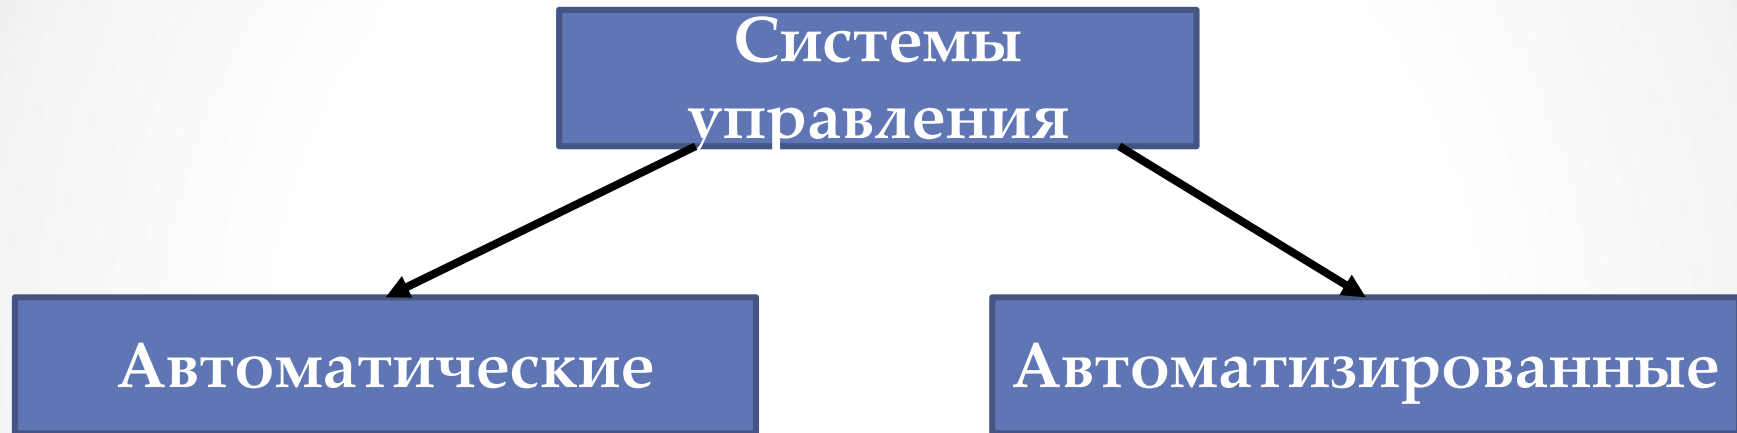 Системы
управления
Автоматические
Автоматизированные